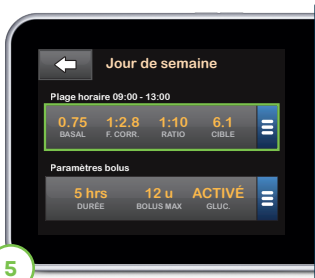 Jour de semaine
Plage horaire 09:00 - 13:00
0.75 1:2.8 1:10 6.1
BASAL F. CORR. RATIO CIBLE
Paramètres bolus
5 hrs 12 u ACTIVÉ
DURÉE BOLUS MAX GLUC.
5